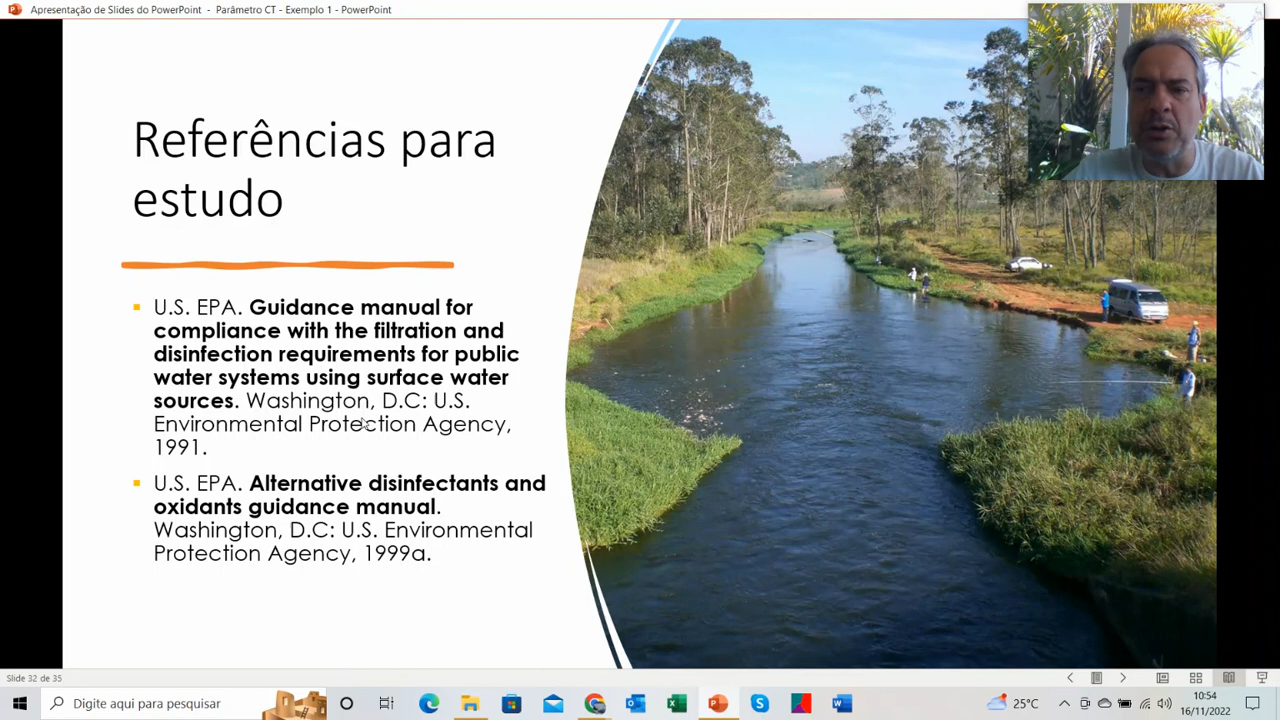 Apresentação de Slides do PowerPoint - Parâmetro CT - Exemplo 1 - PowerPoint
Referências para
estudo
U.S. EPA. Guidance manual for
compliance with the filtration and
disinfection requirements for public
water systems using surface water
sources. Washington, D.C: U.S.
Environmental Protection Agency,
1991.
U.S. EPA. Alternative disinfectants and
oxidants guidance manual.
Washington, D.C: U.S. Environmental
Protection Agency, 1999a.
Slide 32 de 35
Digite aqui para pesquisar
25°C
10:54
16/11/2022